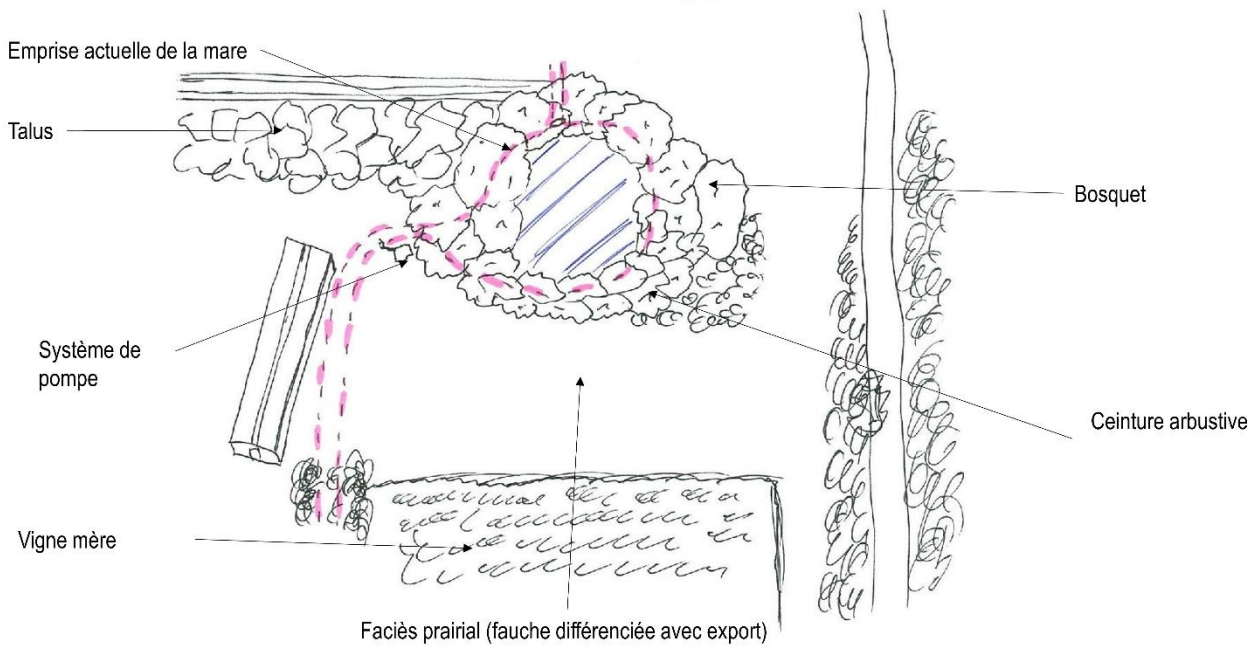 Emprise actuelle de la mare
Talus
Bosquet
Système de
pompe
Ceinture arbustive
Vigne mère
Faciès prairial (fauche différenciée avec export)